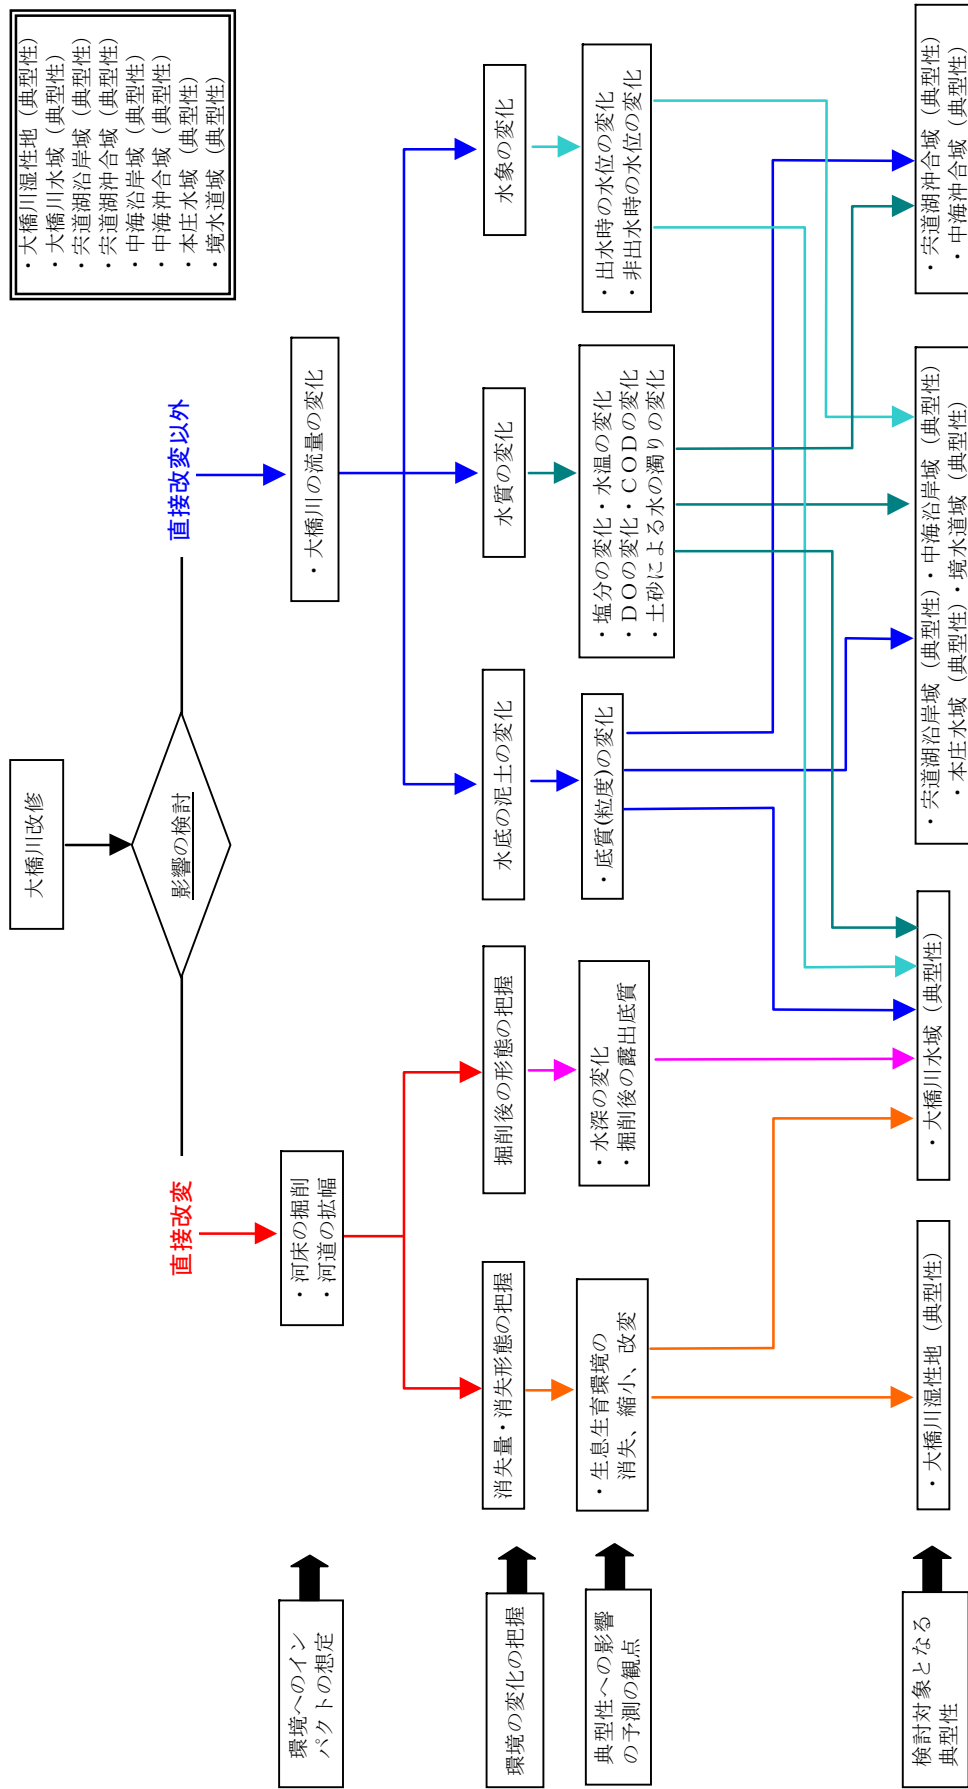 大橋川改修
・大橋川湿性地（典型性）
・大橋川水域（典型性）
・宍道湖沿岸域（典型性）
・宍道湖沖合域（典型性）
・中海沿岸域（典型性）
・中海沖合域（典型性）
・本庄水域（典型性）
・境水道域（典型性）
影響の検討
直接改変
直接改変以外
環境へのイン
パクトの想定
・河床の掘削
・河道の拡幅
・大橋川の流量の変化
環境の変化の把握
消失量・消失形態の把握
掘削後の形態の把握
水底の泥土の変化
水質の変化
水象の変化
典型性への影響
の予測の観点
・生息生育環境の
消失、縮小、改変
・水深の変化
・掘削後の露出底質
・底質(粒度)の変化
・塩分の変化・水温の変化
・DOの変化・CODの変化
・土砂による水の濁りの変化
・出水時の水位の変化
・非出水時の水位の変化
検討対象となる
典型性
・大橋川湿性地（典型性）
・大橋川水域（典型性）
・宍道湖沿岸域（典型性）・中海沿岸域（典型性）
・本庄水域（典型性）・境水道域（典型性）
・宍道湖沖合域（典型性）
・中海沖合域（典型性）